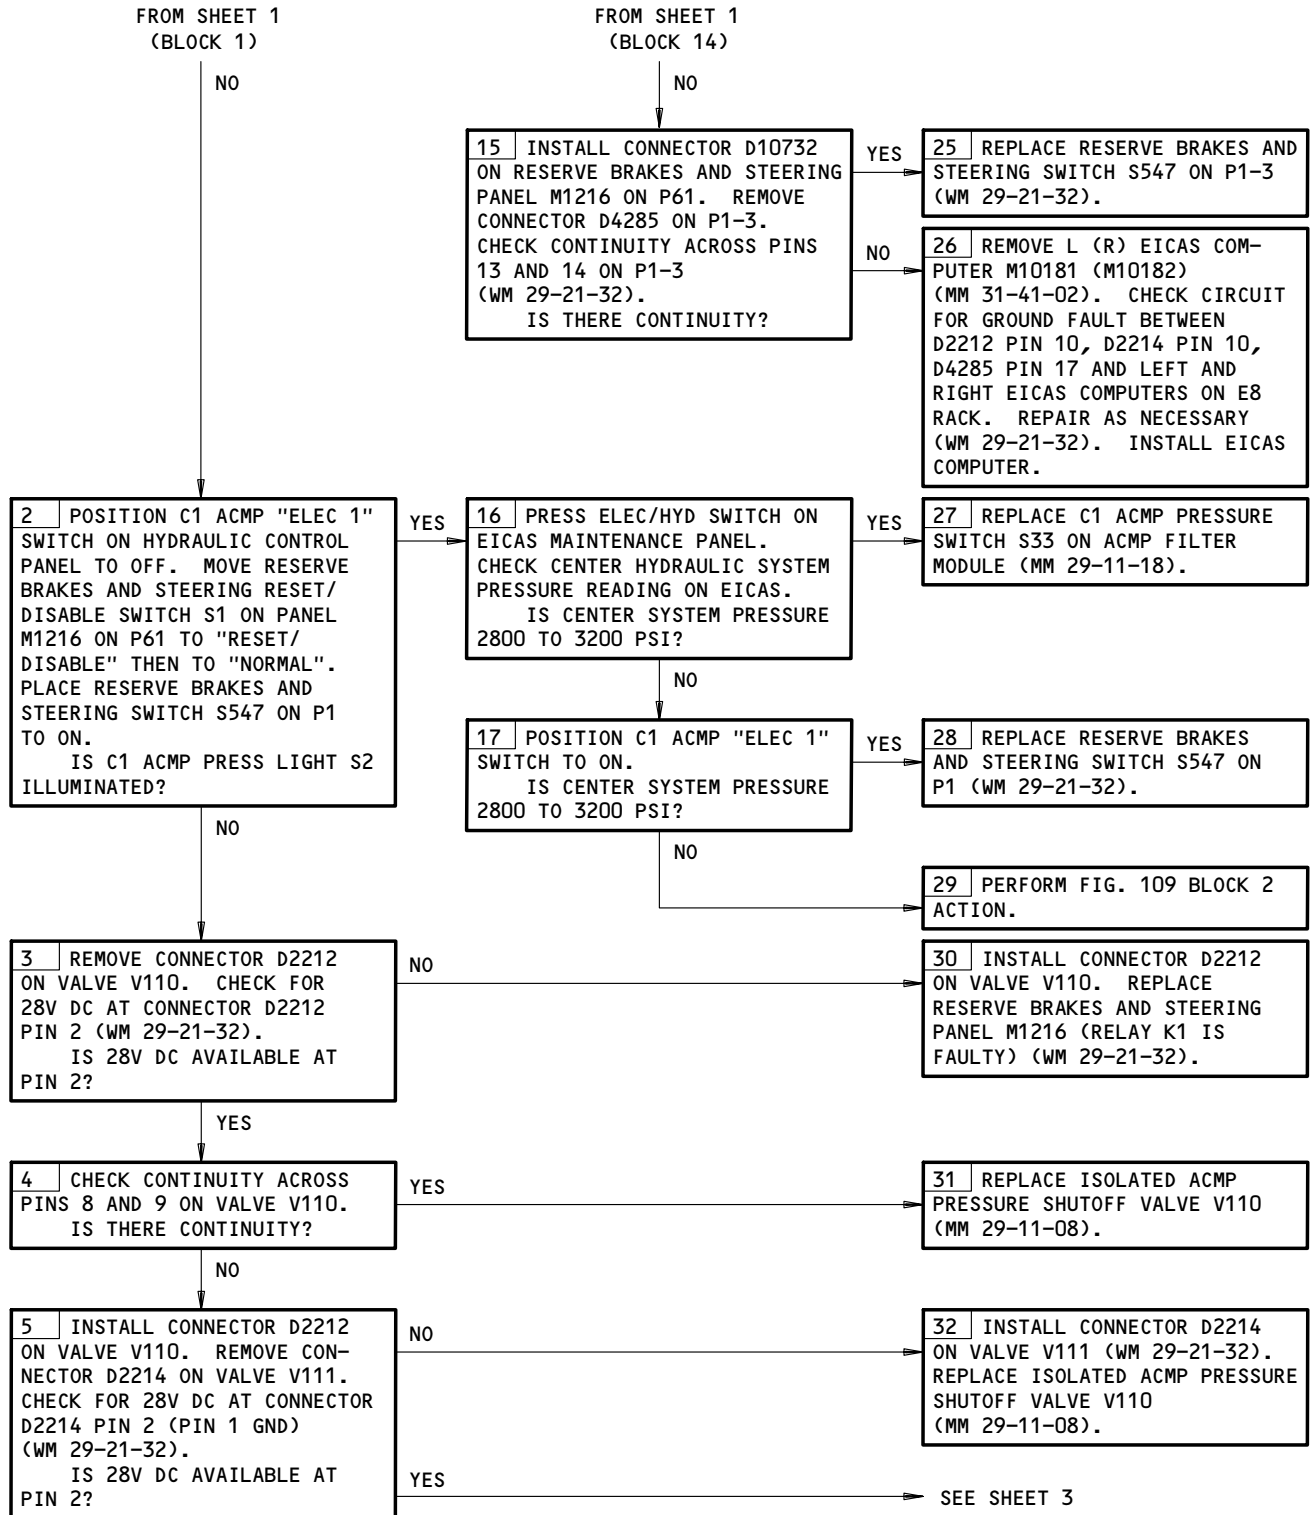 FROM SHEET 1
(BLOCK 1)
NO
FROM SHEET 1
(BLOCK 14)
NO
15 INSTALL CONNECTOR D10732
ON RESERVE BRAKES AND STEERING
PANEL M1216 ON P61. REMOVE
CONNECTOR D4285 ON P1-3.
CHECK CONTINUITY ACROSS PINS
13 AND 14 ON P1-3
(WM 29-21-32).
IS THERE CONTINUITY?
YES
25 REPLACE RESERVE BRAKES AND
STEERING SWITCH S547 ON P1-3
(WM 29-21-32).
NO
26 REMOVE L (R) EICAS COM-
PUTER M10181 (M10182)
(MM 31-41-02). CHECK CIRCUIT
FOR GROUND FAULT BETWEEN
D2212 PIN 10, D2214 PIN 10,
D4285 PIN 17 AND LEFT AND
RIGHT EICAS COMPUTERS ON E8
RACK. REPAIR AS NECESSARY
(WM 29-21-32). INSTALL EICAS
COMPUTER.
2 POSITION C1 ACMP "ELEC 1"
SWITCH ON HYDRAULIC CONTROL
PANEL TO OFF. MOVE RESERVE
BRAKES AND STEERING RESET/
DISABLE SWITCH S1 ON PANEL
M1216 ON P61 TO "RESET/
DISABLE" THEN TO "NORMAL".
PLACE RESERVE BRAKES AND
STEERING SWITCH S547 ON P1
TO ON.
IS C1 ACMP PRESS LIGHT S2
ILLUMINATED?
YES
16 PRESS ELEC/HYD SWITCH ON
EICAS MAINTENANCE PANEL.
CHECK CENTER HYDRAULIC SYSTEM
PRESSURE READING ON EICAS.
IS CENTER SYSTEM PRESSURE
2800 TO 3200 PSI?
YES
27 REPLACE C1 ACMP PRESSURE
SWITCH S33 ON ACMP FILTER
MODULE (MM 29-11-18).
NO
17 POSITION C1 ACMP "ELEC 1"
SWITCH TO ON.
IS CENTER SYSTEM PRESSURE
2800 TO 3200 PSI?
YES
28 REPLACE RESERVE BRAKES
AND STEERING SWITCH S547 ON
P1 (WM 29-21-32).
NO
NO
29 PERFORM FIG. 109 BLOCK 2
ACTION.
3 REMOVE CONNECTOR D2212
ON VALVE V110. CHECK FOR
28V DC AT CONNECTOR D2212
PIN 2 (WM 29-21-32).
IS 28V DC AVAILABLE AT
PIN 2?
NO
30 INSTALL CONNECTOR D2212
ON VALVE V110. REPLACE
RESERVE BRAKES AND STEERING
PANEL M1216 (RELAY K1 IS
FAULTY) (WM 29-21-32).
YES
4 CHECK CONTINUITY ACROSS
PINS 8 AND 9 ON VALVE V110.
IS THERE CONTINUITY?
YES
31 REPLACE ISOLATED ACMP
PRESSURE SHUTOFF VALVE V110
(MM 29-11-08).
NO
5 INSTALL CONNECTOR D2212
ON VALVE V110. REMOVE CON-
NECTOR D2214 ON VALVE V111.
CHECK FOR 28V DC AT CONNECTOR
D2214 PIN 2 (PIN 1 GND)
(WM 29-21-32).
IS 28V DC AVAILABLE AT
PIN 2?
NO
32 INSTALL CONNECTOR D2214
ON VALVE V111 (WM 29-21-32).
REPLACE ISOLATED ACMP PRESSURE
SHUTOFF VALVE V110
(MM 29-11-08).
YES
SEE SHEET 3